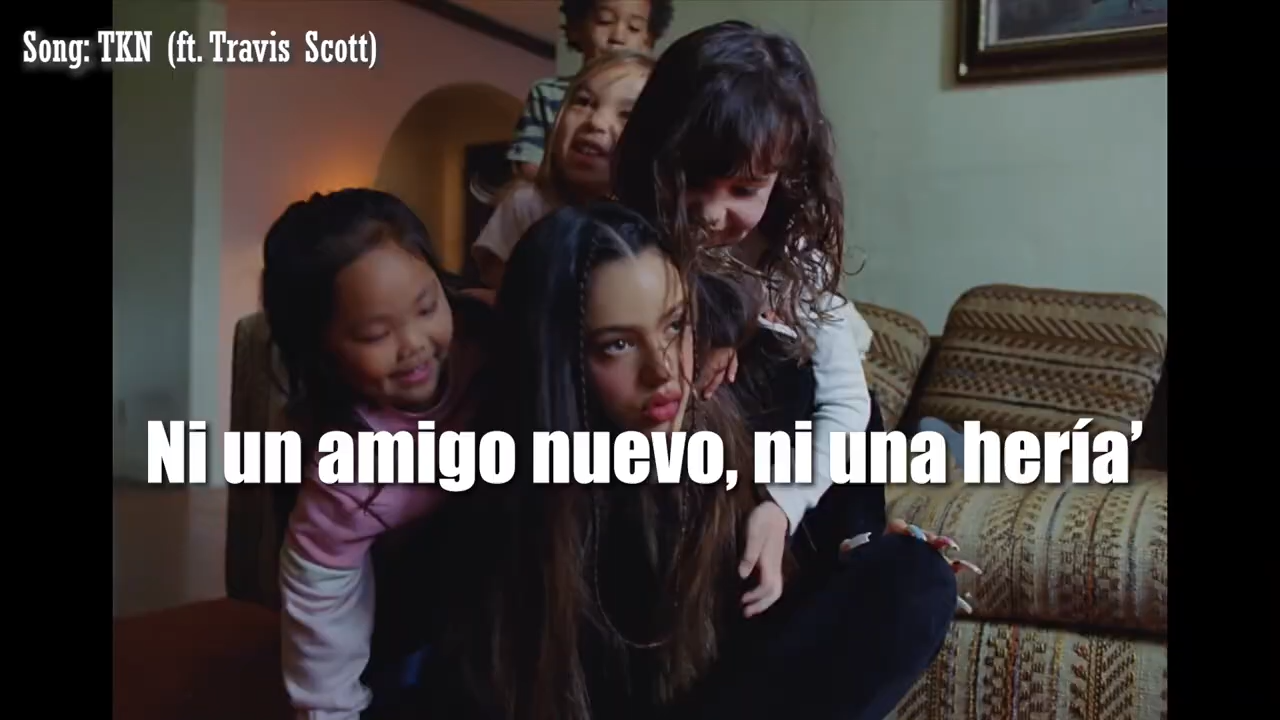 Song: TKN (ft. Travis Scott)
Ni un amigo nuevo, ni una hería’